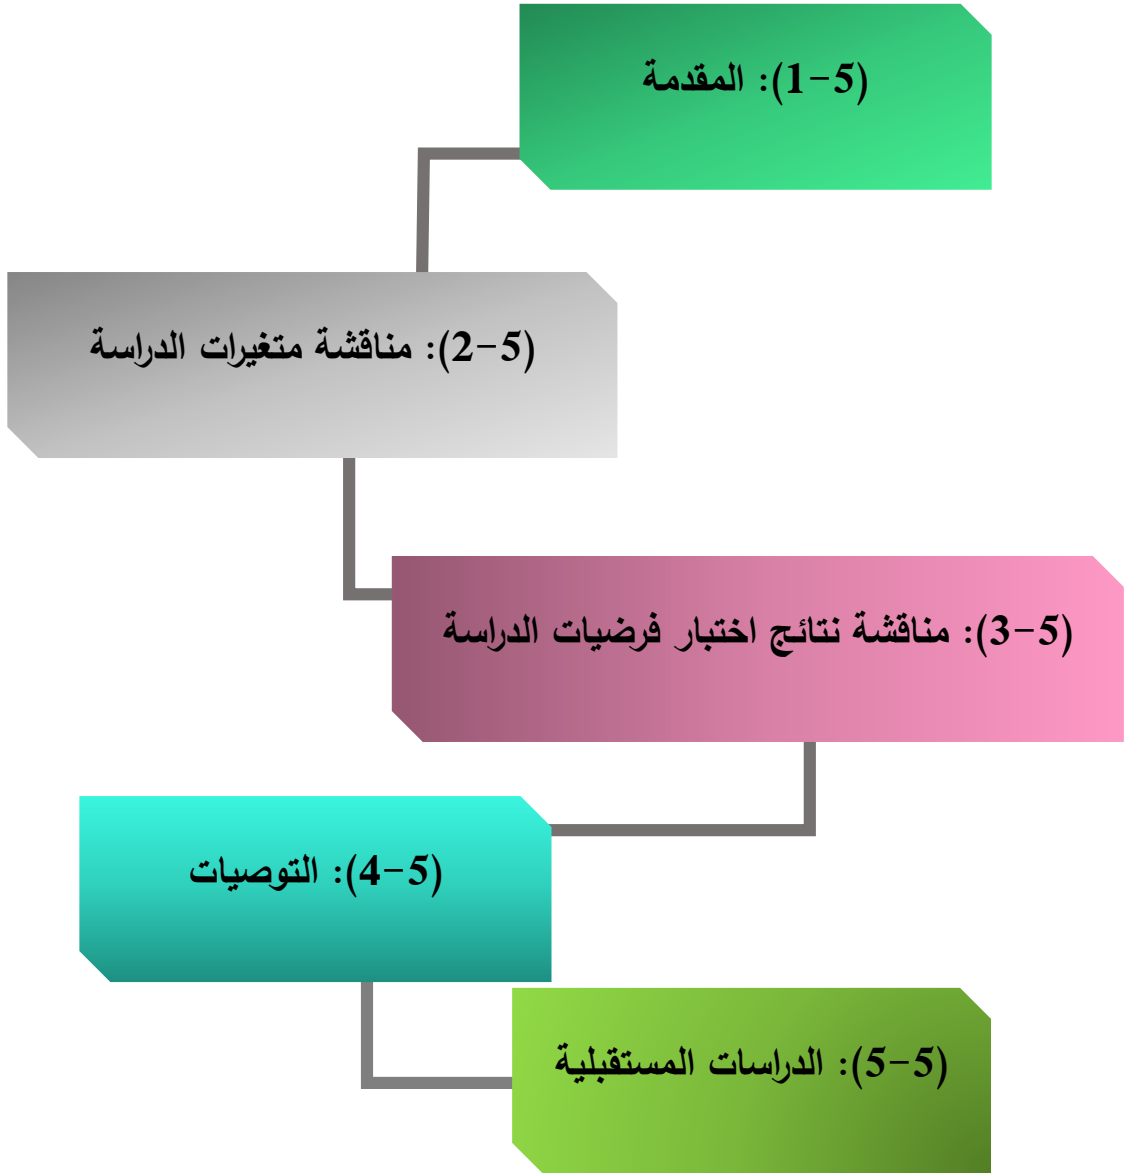 (5-1): المقدمة
(5-2): مناقشة متغيرات الدراسة
(5-3): مناقشة نتائج اختبار فرضيات الدراسة
(5-4): التوصيات
(5-5): الدراسات المستقبلية